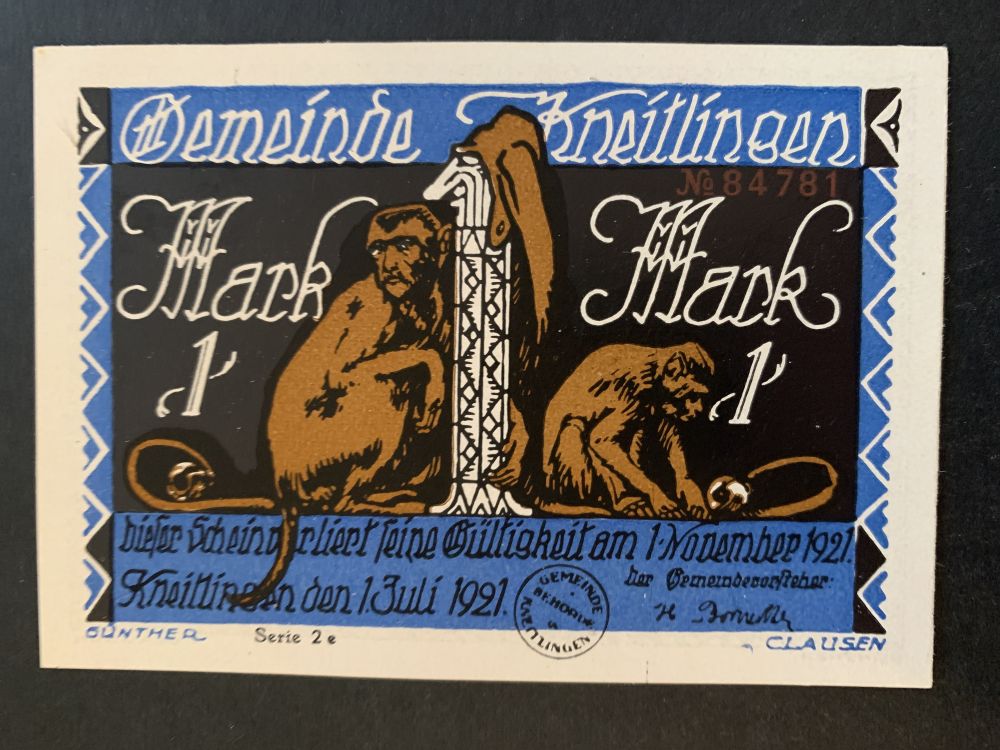 Gemeinde Kneitlingen
№ 84781
Mark Mark
1 1 1
dieser Schein verliert seine Gültigkeit am 1. November 1921.
Kneitlingen den 1. Juli 1921.
der Gemeindevorsteher:
H
GEMEINDE
BEHÖRDE
KNEITLINGEN
GÜNTHER Serie 2 e CLAUSEN